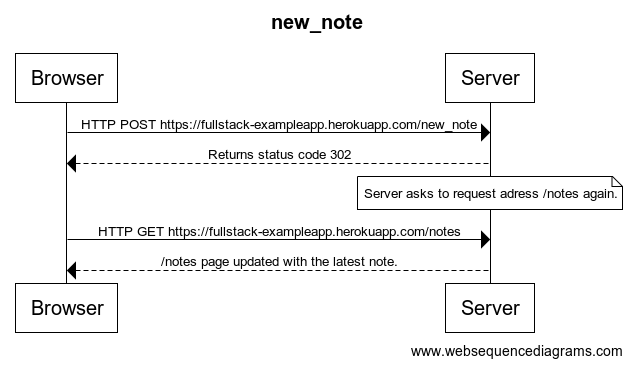 new_note
Browser
Server
HTTP POST https://fullstack-exampleapp.herokuapp.com/new_note
Returns status code 302
Server asks to request adress /notes again.
HTTP GET https://fullstack-exampleapp.herokuapp.com/notes
/notes page updated with the latest note.
Browser
Server
www.websequencediagrams.com